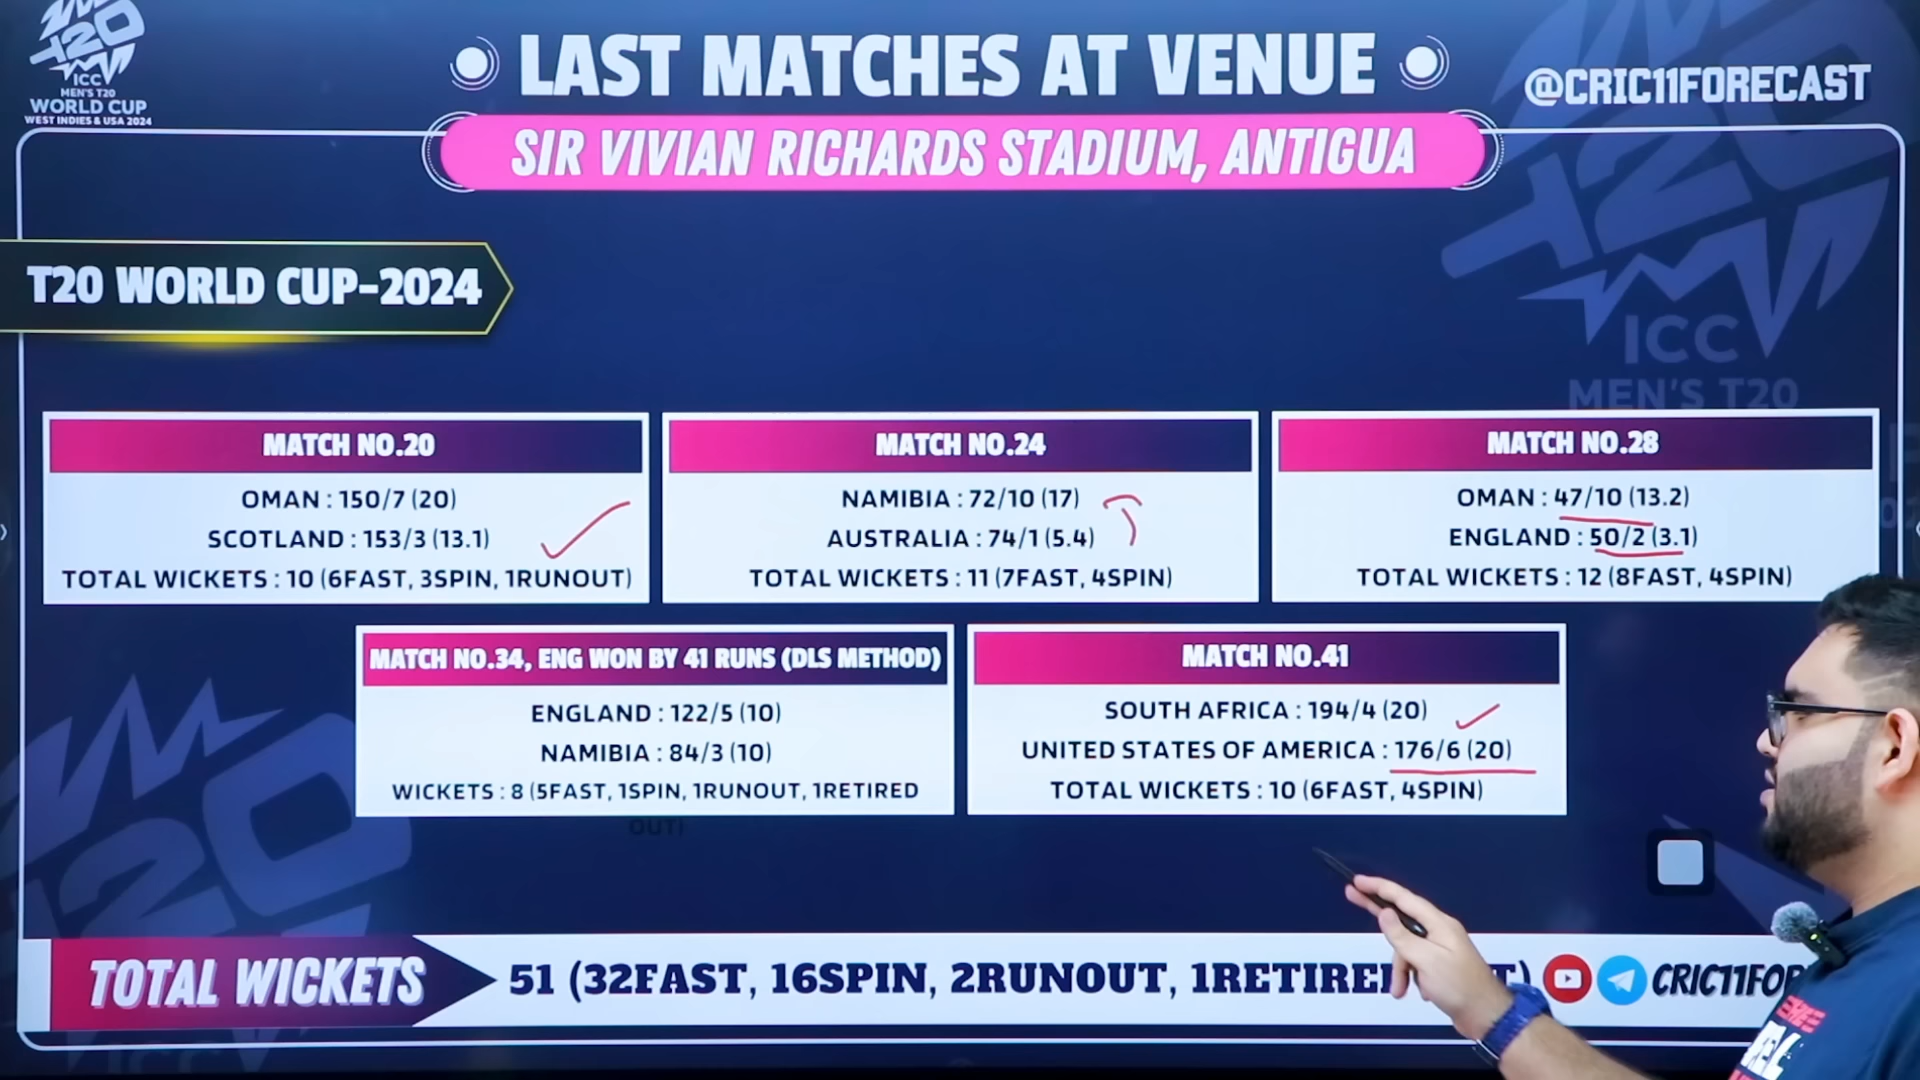 T20
ICC
MEN'S T20
WORLD CUP
WEST INDIES & USA 2024
LAST MATCHES AT VENUE
@CRIC11FORECAST
SIR VIVIAN RICHARDS STADIUM, ANTIGUA
T20 WORLD CUP-2024
ICC
MEN'S T20
MATCH NO.20
OMAN : 150/7 (20)
SCOTLAND : 153/3 (13.1)
TOTAL WICKETS : 10 (6FAST, 3SPIN, 1RUNOUT)
MATCH NO.24
NAMIBIA : 72/10 (17)
AUSTRALIA : 74/1 (5.4)
TOTAL WICKETS : 11 (7FAST, 4SPIN)
MATCH NO.28
OMAN : 47/10 (13.2)
ENGLAND : 50/2 (3.1)
TOTAL WICKETS : 12 (8FAST, 4SPIN)
MATCH NO.34, ENG WON BY 41 RUNS (DLS METHOD)
ENGLAND : 122/5 (10)
NAMIBIA : 84/3 (10)
WICKETS : 8 (5FAST, 1SPIN, 1RUNOUT, 1RETIRED
OUT)
MATCH NO.41
SOUTH AFRICA : 194/4 (20)
UNITED STATES OF AMERICA : 176/6 (20)
TOTAL WICKETS : 10 (6FAST, 4SPIN)
TOTAL WICKETS
51 (32FAST, 16SPIN, 2RUNOUT, 1RETIRE
CRIC11FO